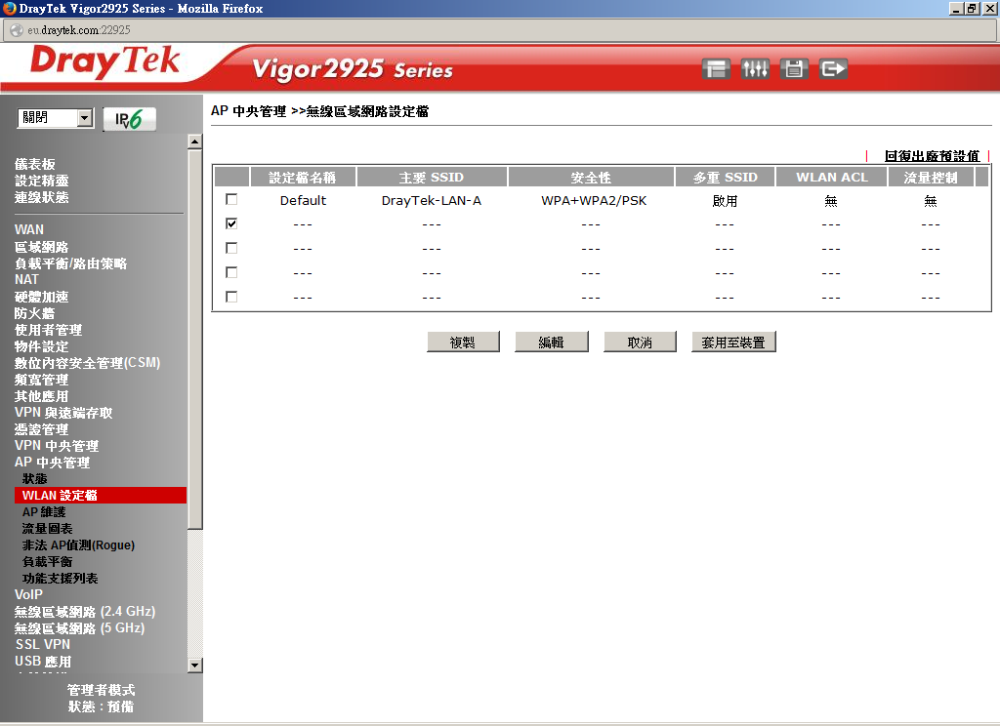 DrayTek Vigor2925 Series - Mozilla Firefox
eu.draytek.com:22925
DrayTek Vigor2925 Series
關閉 IPv6
AP 中央管理 >>無線區域網路設定檔
儀表板
設定精靈
連線狀態
WAN
區域網路
負載平衡/路由策略
NAT
硬體加速
防火牆
使用者管理
物件設定
數位內容安全管理(CSM)
頻寬管理
其他應用
VPN 與遠端存取
憑證管理
VPN 中央管理
AP 中央管理
狀態
WLAN 設定檔
AP 維護
流量圖表
非法 AP偵測(Rogue)
負載平衡
功能支援列表
VoIP
無線區域網路 (2.4 GHz)
無線區域網路 (5 GHz)
SSL VPN
USB 應用
管理者模式
狀態：預備
| 回復出廠預設值 |
設定檔名稱 主要 SSID 安全性 多重 SSID WLAN ACL 流量控制
Default DrayTek-LAN-A WPA+WPA2/PSK 啟用 無 無
--- --- --- --- --- ---
--- --- --- --- --- ---
--- --- --- --- --- ---
--- --- --- --- --- ---
複製 編輯 取消 套用至裝置